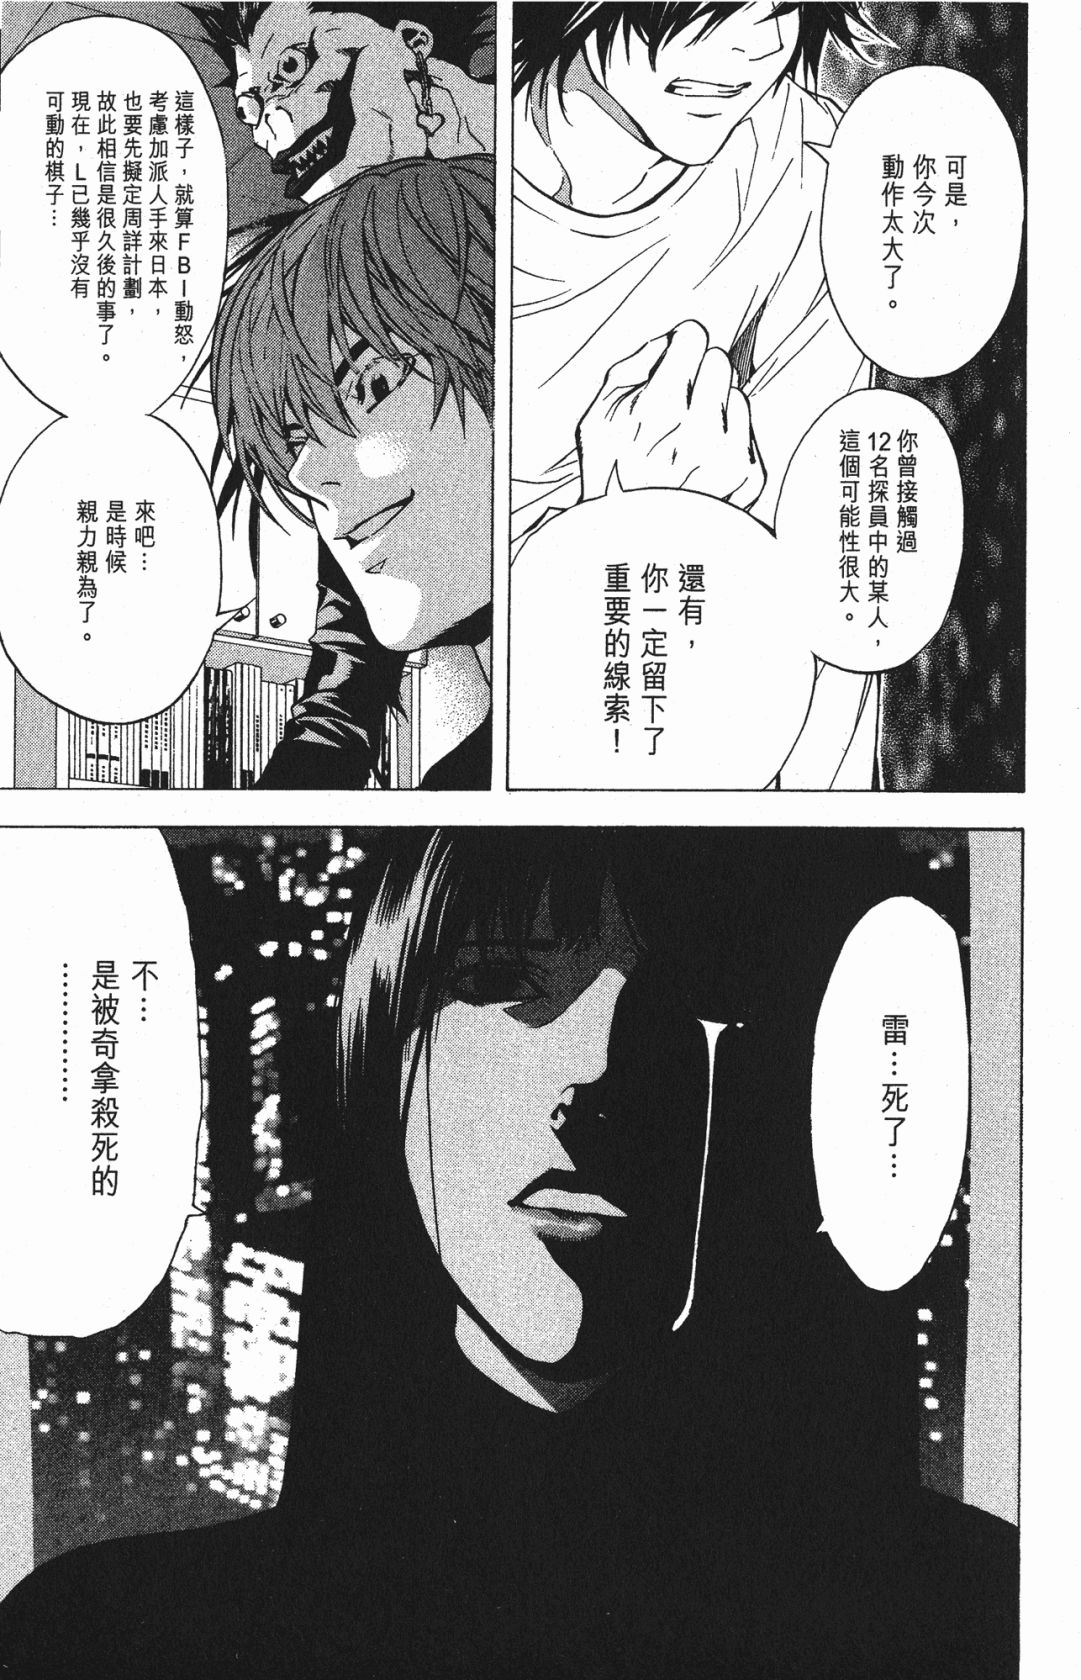 可是，
你今次
動作太大了。
你曾接觸過
12名探員中的某人，
這個可能性很大。
還有，
你一定留下了
重要的線索！
這樣子，就算FBI動怒，
考慮加派人手來日本，
也要先擬定周詳計劃，
故此相信是很久後的事了。
現在，L已幾乎沒有
可動的棋子…
來吧…
是時候
親力親為了。
雷…死了…
不…
是被奇拿殺死的
…………